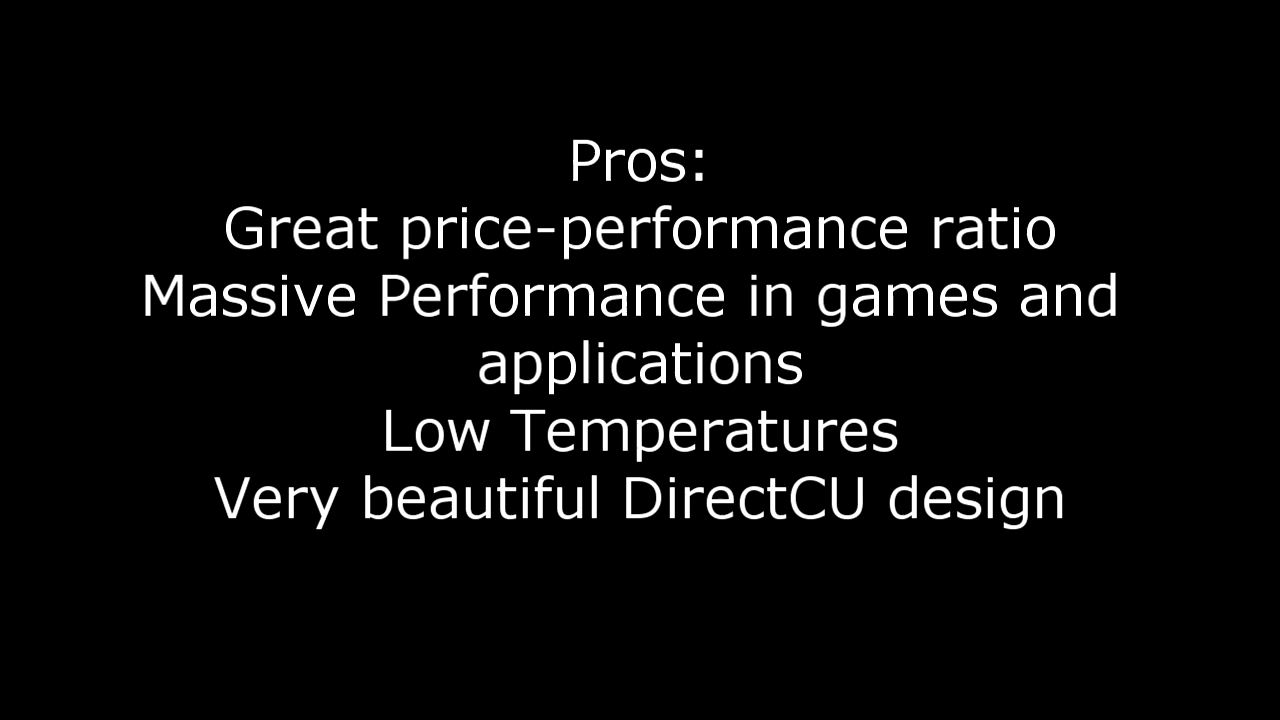 Pros:
Great price-performance ratio
Massive Performance in games and
applications
Low Temperatures
Very beautiful DirectCU design